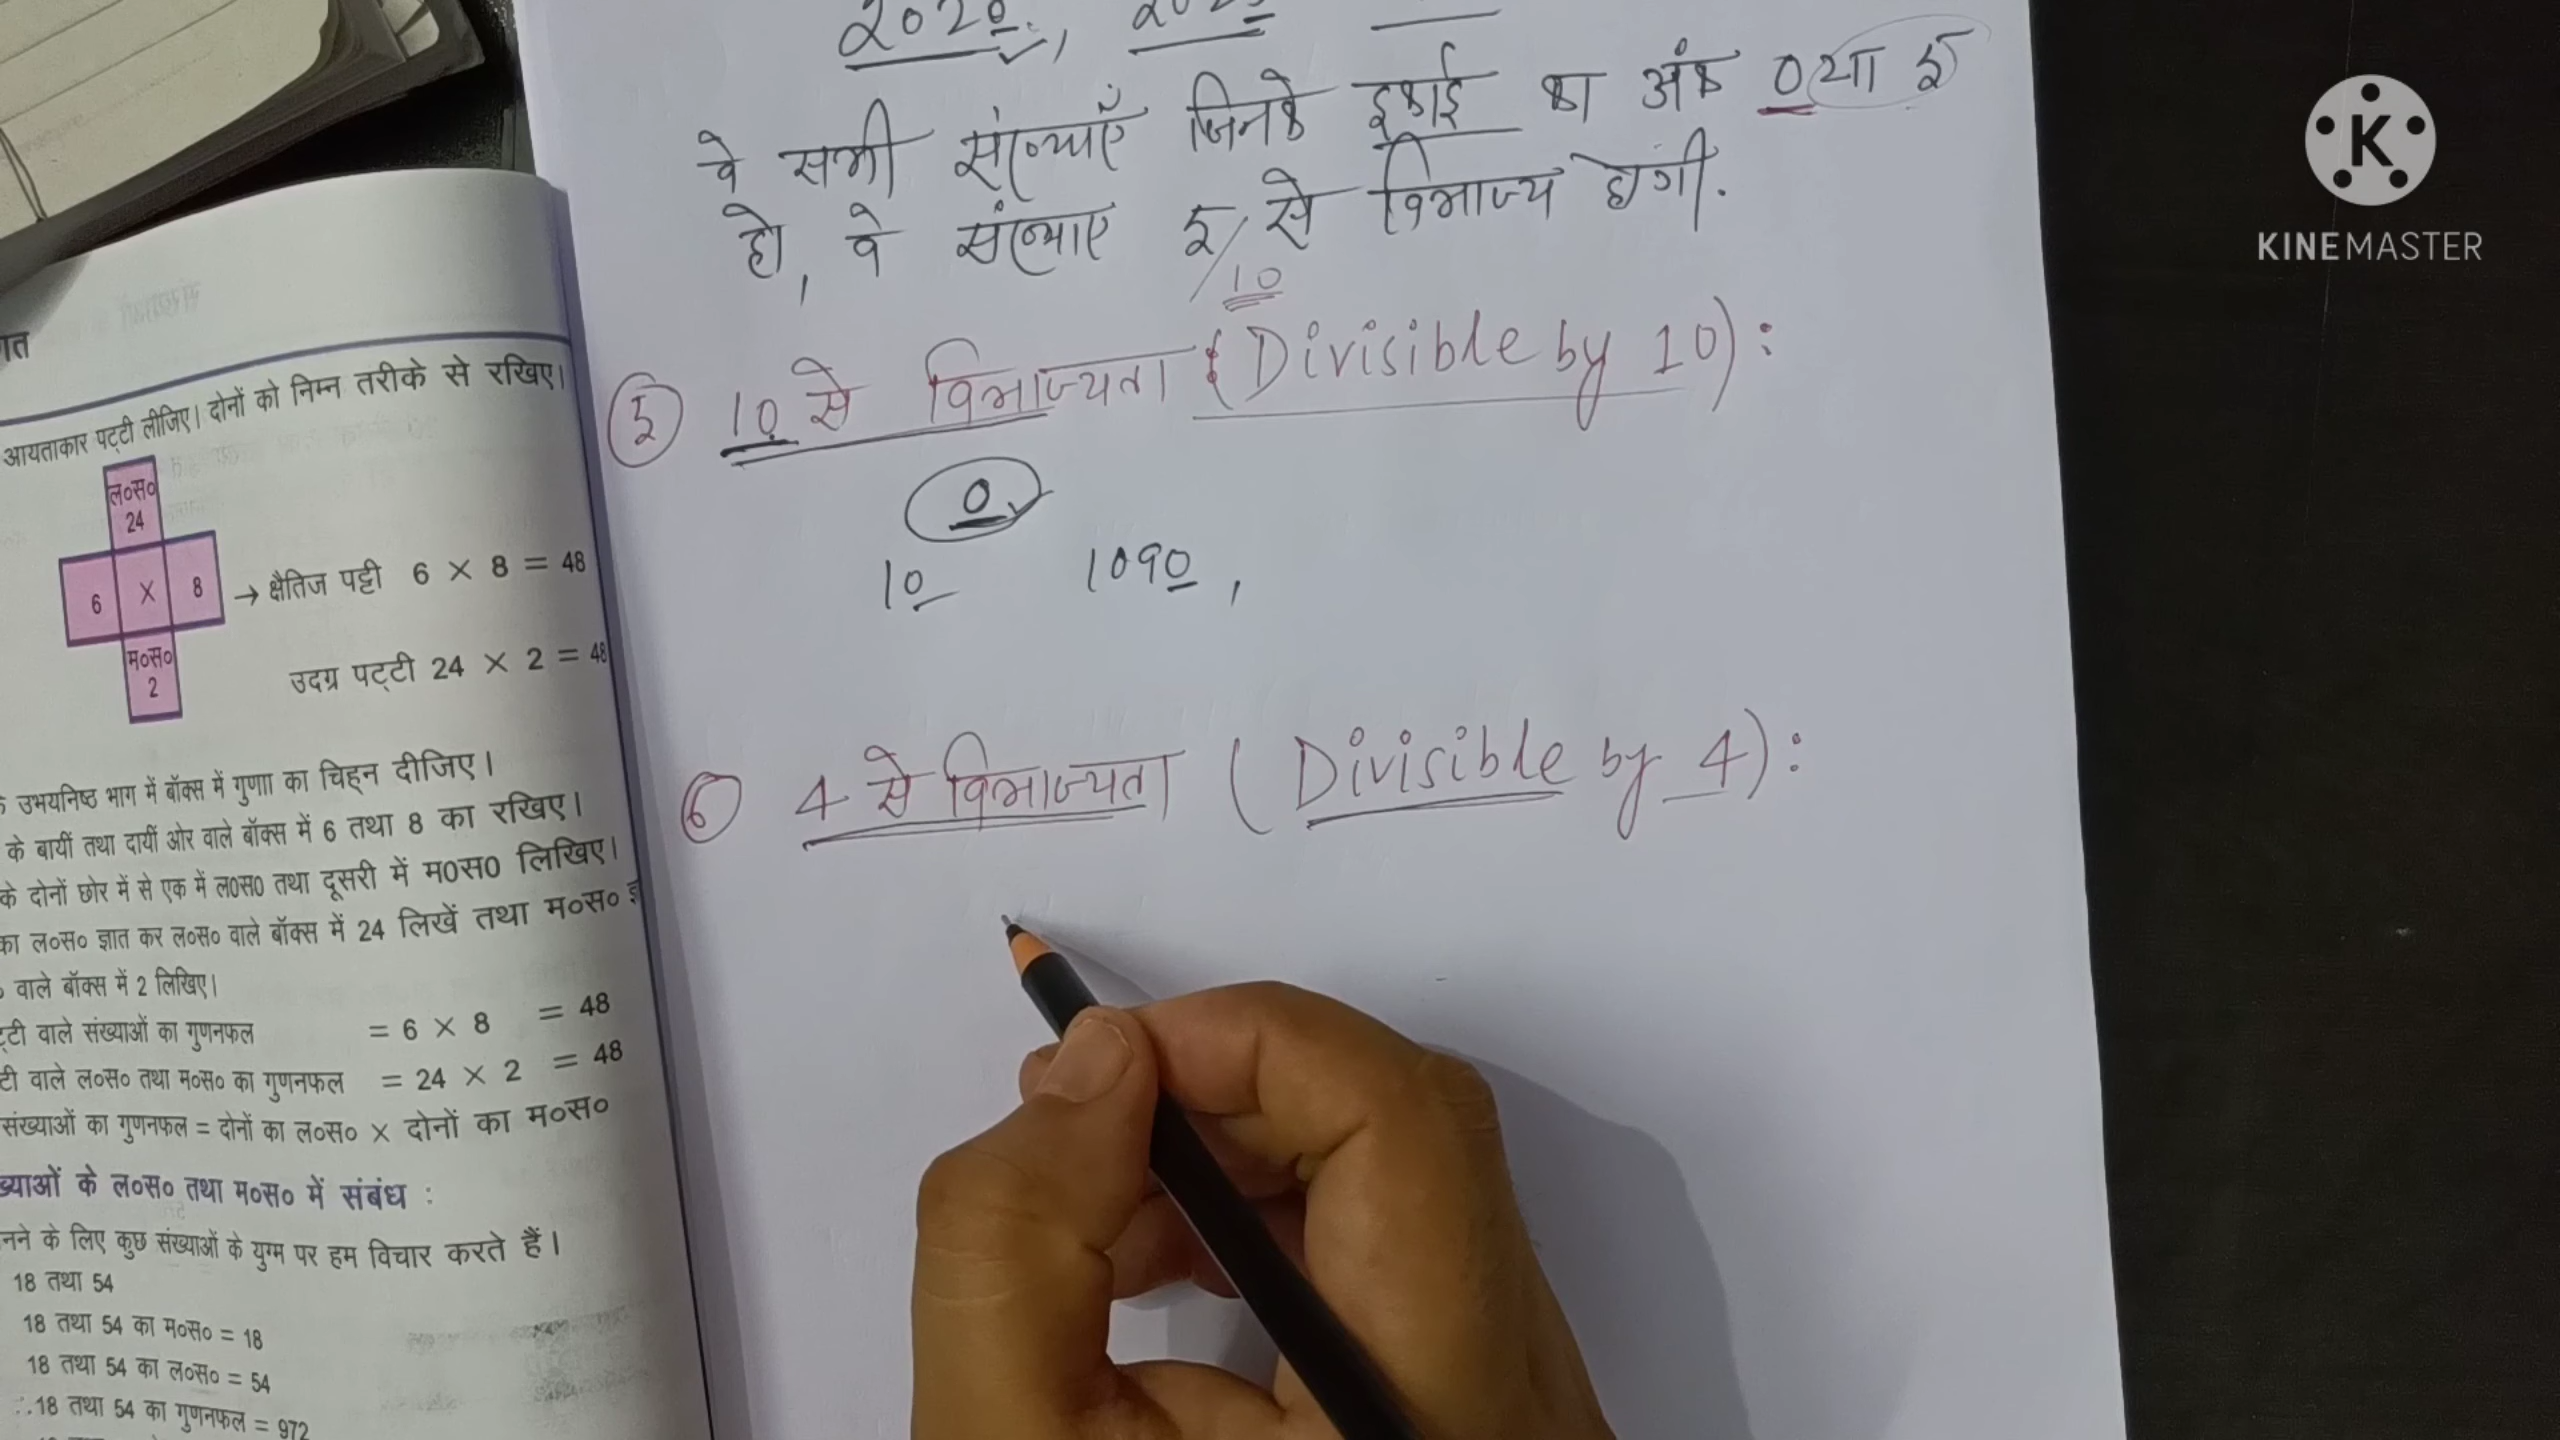 2020, 202
वे सभी संख्याएँ जिनके इकाई का अंक 0 या 5
हो, वे संख्याए 5 से विभाज्य होंगी.
10
⑤ 10 से विभाज्यता (Divisible by 10):
0
10 1090,
⑥ 4 से विभाज्यता (Divisible by 4):
आयताकार पट्टी लीजिए। दोनों को निम्न तरीके से रखिए।
ल०स०
24
6 × 8 → क्षैतिज पट्टी 6 × 8 = 48
म०स०
2
उदग्र पट्टी 24 × 2 = 48
उभयनिष्ठ भाग में बॉक्स में गुणा का चिह्न दीजिए।
के बायीं तथा दायीं ओर वाले बॉक्स में 6 तथा 8 का रखिए।
के दोनों छोर में से एक में ल0स0 तथा दूसरी में म0स0 लिखिए।
का ल०स० ज्ञात कर ल०स० वाले बॉक्स में 24 लिखें तथा म०स०
वाले बॉक्स में 2 लिखिए।
वाले संख्याओं का गुणनफल = 6 × 8 = 48
वाले ल०स० तथा म०स० का गुणनफल = 24 × 2 = 48
संख्याओं का गुणनफल = दोनों का ल०स० × दोनों का म०स०
ख्याओं के ल०स० तथा म०स० में संबंध :
नने के लिए कुछ संख्याओं के युग्म पर हम विचार करते हैं।
18 तथा 54
18 तथा 54 का म०स० = 18
18 तथा 54 का ल०स० = 54
∴ 18 तथा 54 का गुणनफल = 972
K
KINEMASTER